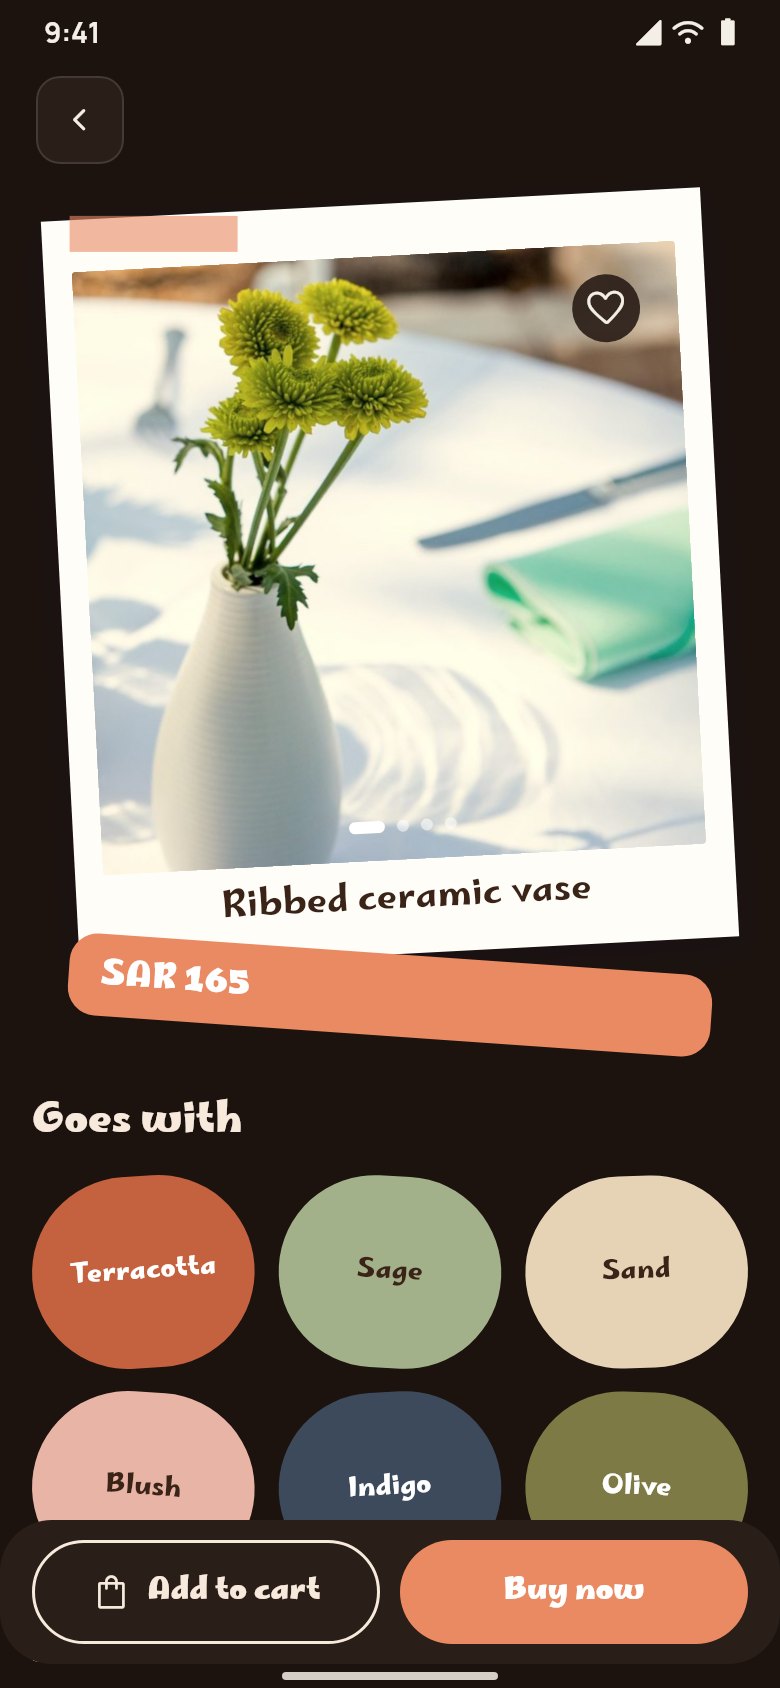 9:41
Ribbed ceramic vase
SAR 165
Goes with
Terracotta
Sage
Sand
Blush
Indigo
Olive
Add to cart
Buy now